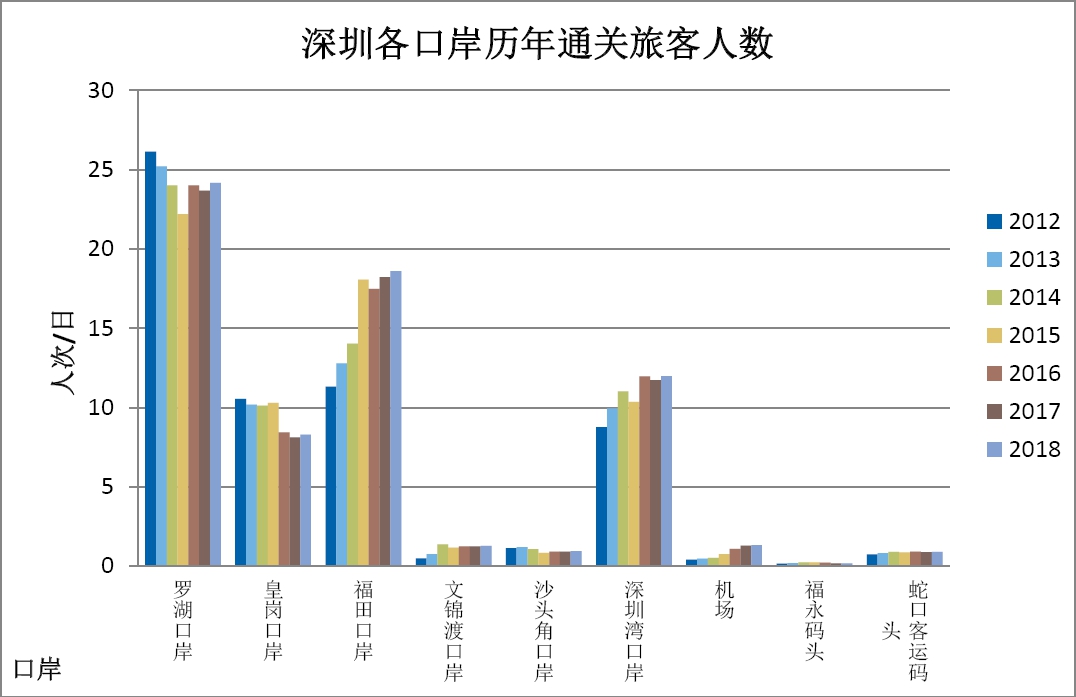 深圳各口岸历年通关旅客人数
30
25
20
15
10
5
0
人次/日
2012
2013
2014
2015
2016
2017
2018
罗湖口岸
皇岗口岸
福田口岸
文锦渡口岸
沙头角口岸
深圳湾口岸
机场
福永码头
蛇口客运码
头
口岸